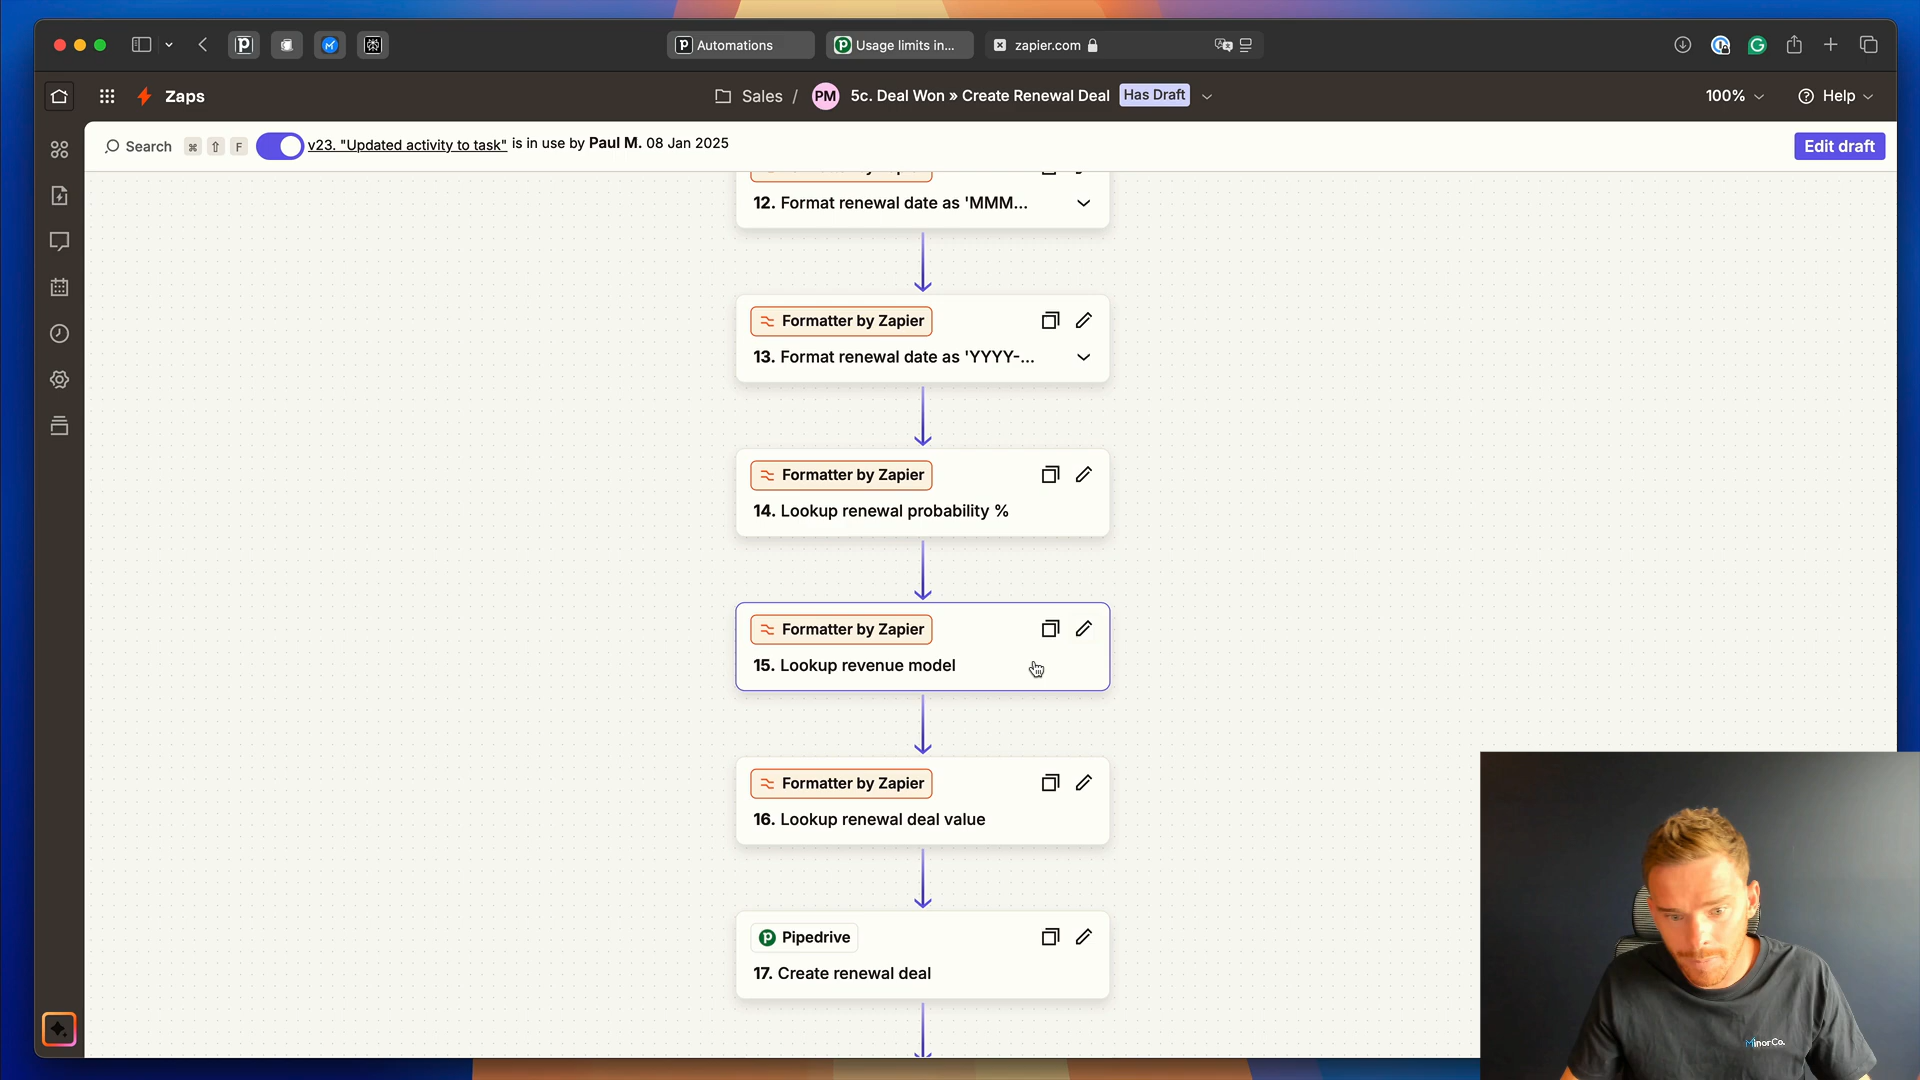 Automations
Usage limits in...
zapier.com
Zaps
Sales / PM 5c. Deal Won » Create Renewal Deal Has Draft
100%
Help
Search ⌘ ⇧ F
v23. "Updated activity to task" is in use by Paul M. 08 Jan 2025
Edit draft
12. Format renewal date as 'MMM...
Formatter by Zapier
13. Format renewal date as 'YYYY-...
Formatter by Zapier
14. Lookup renewal probability %
Formatter by Zapier
15. Lookup revenue model
Formatter by Zapier
16. Lookup renewal deal value
Pipedrive
17. Create renewal deal
MinorCo.